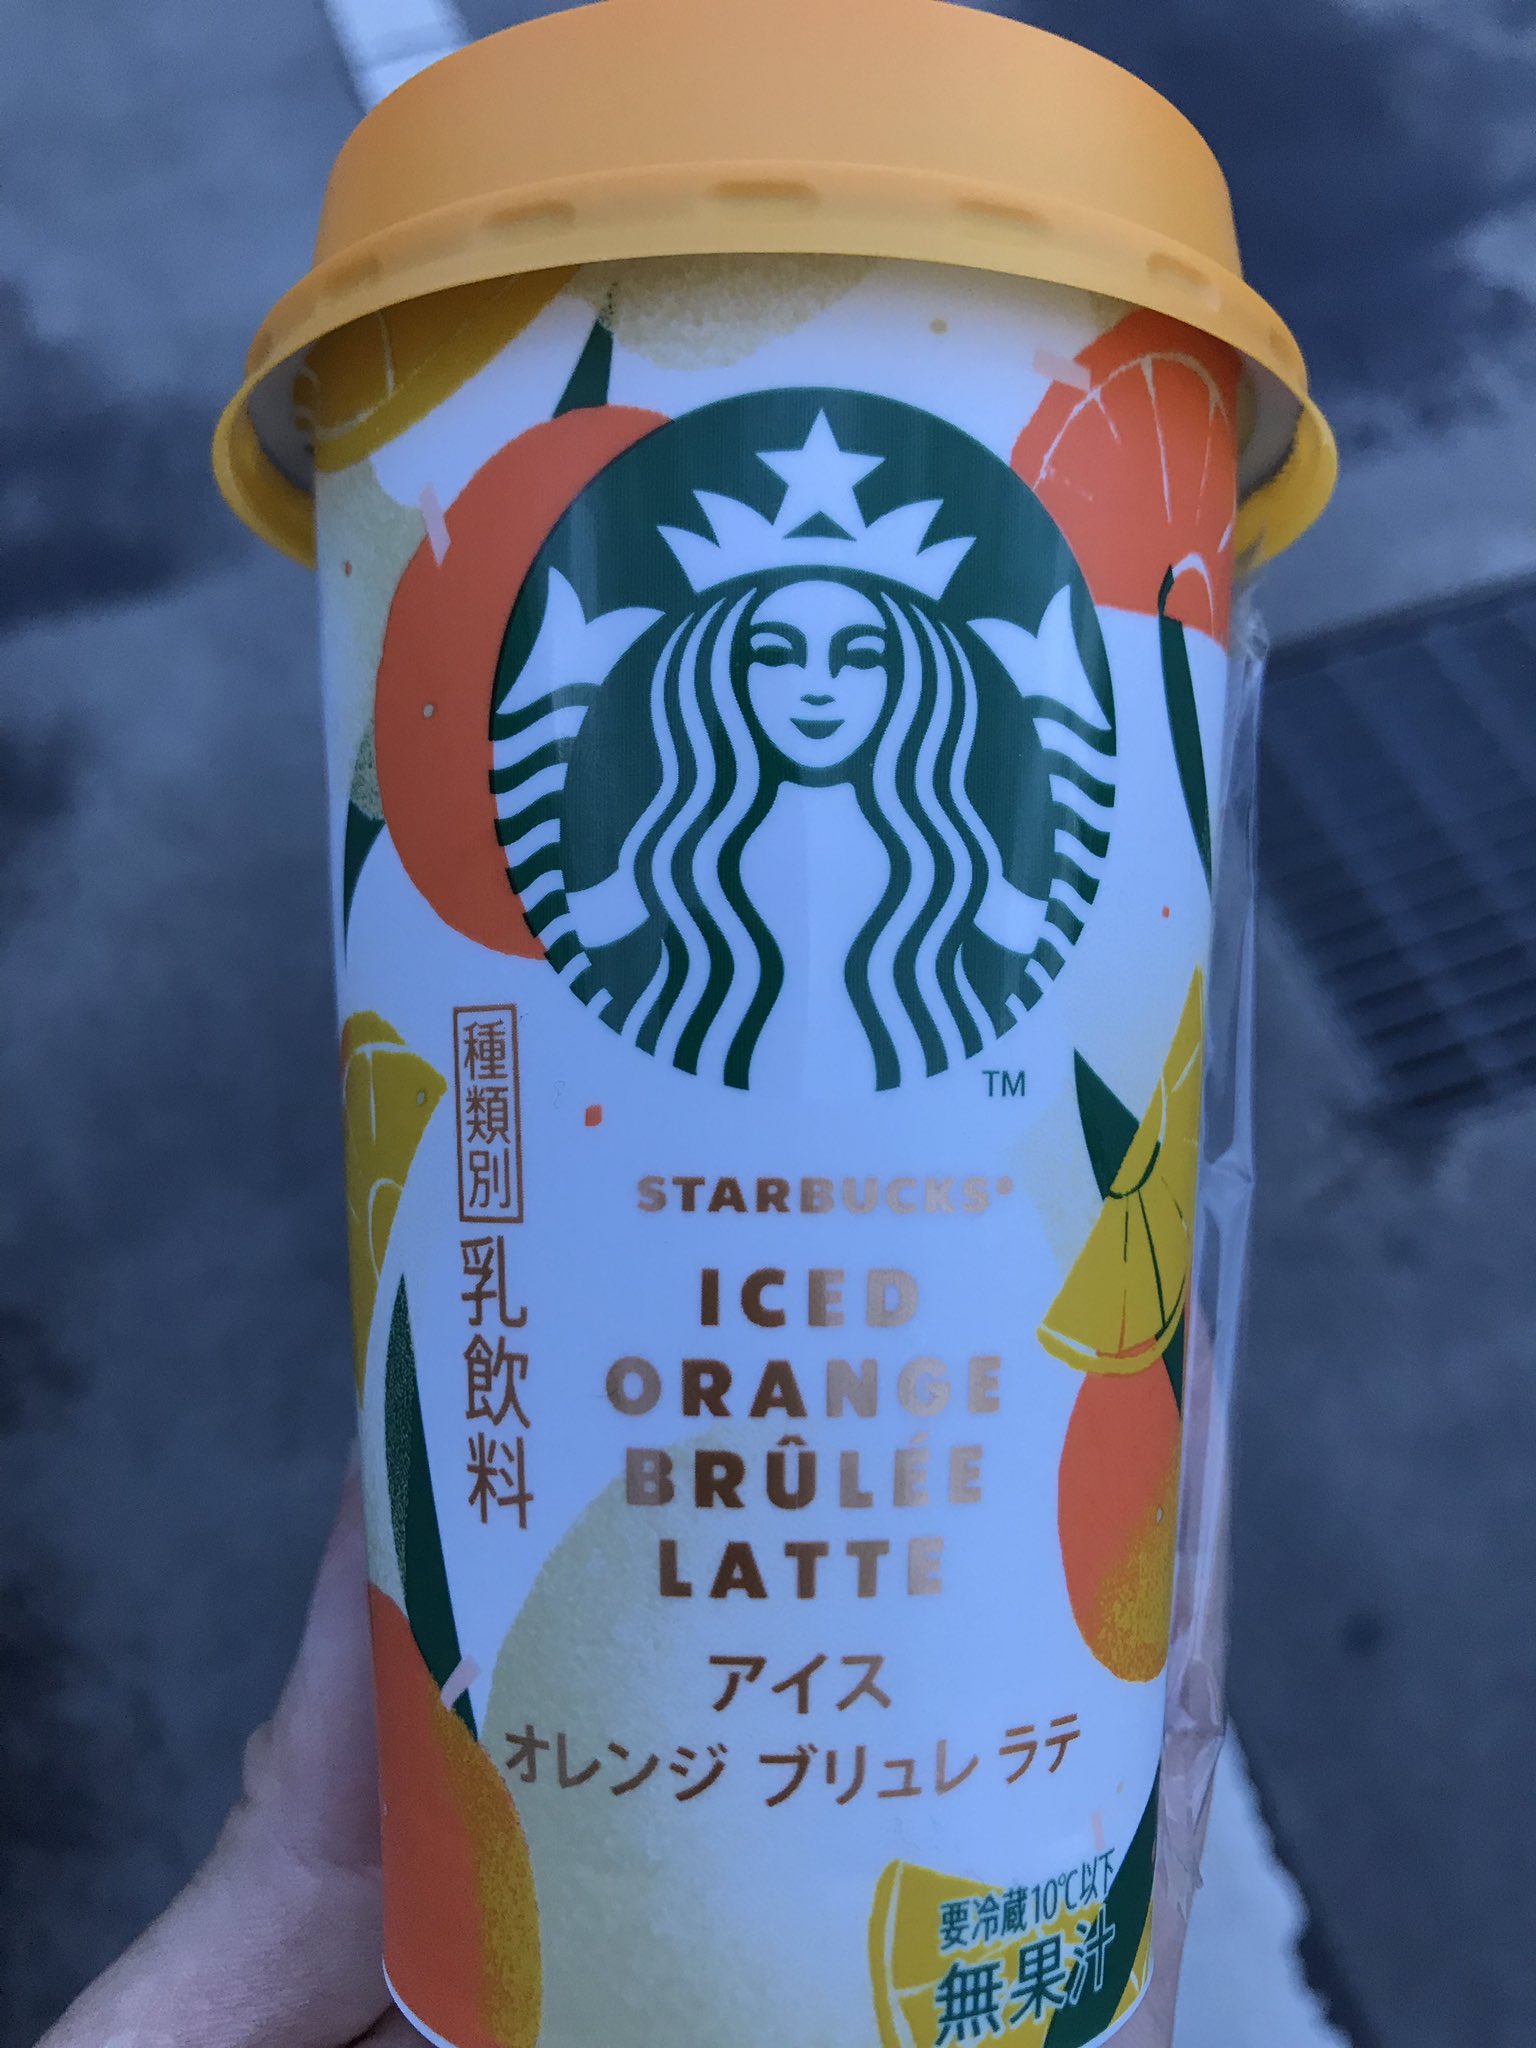 TM
種類別 乳飲料
STARBUCKS®
ICED
ORANGE
BRÛLÉE
LATTE
アイス
オレンジ ブリュレ ラテ
要冷蔵10℃以下
無果汁